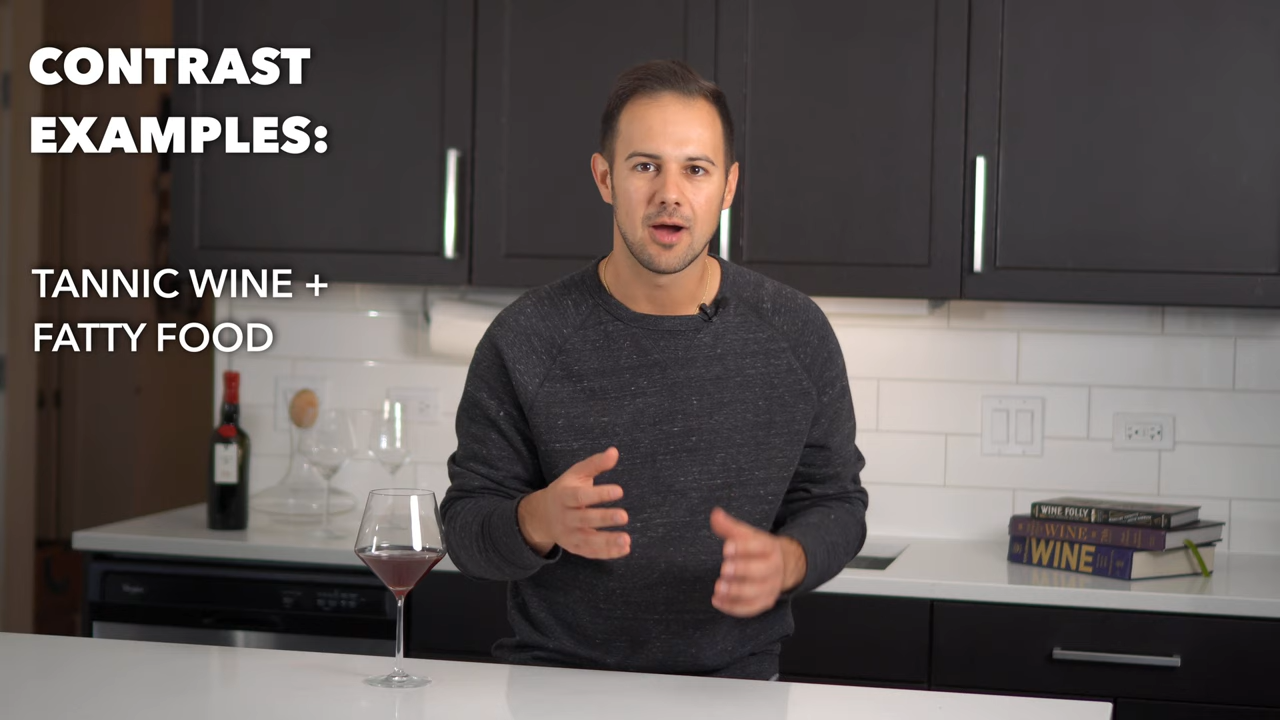 CONTRAST
EXAMPLES:
TANNIC WINE +
FATTY FOOD
WINE FOLLY
WINE
WINE